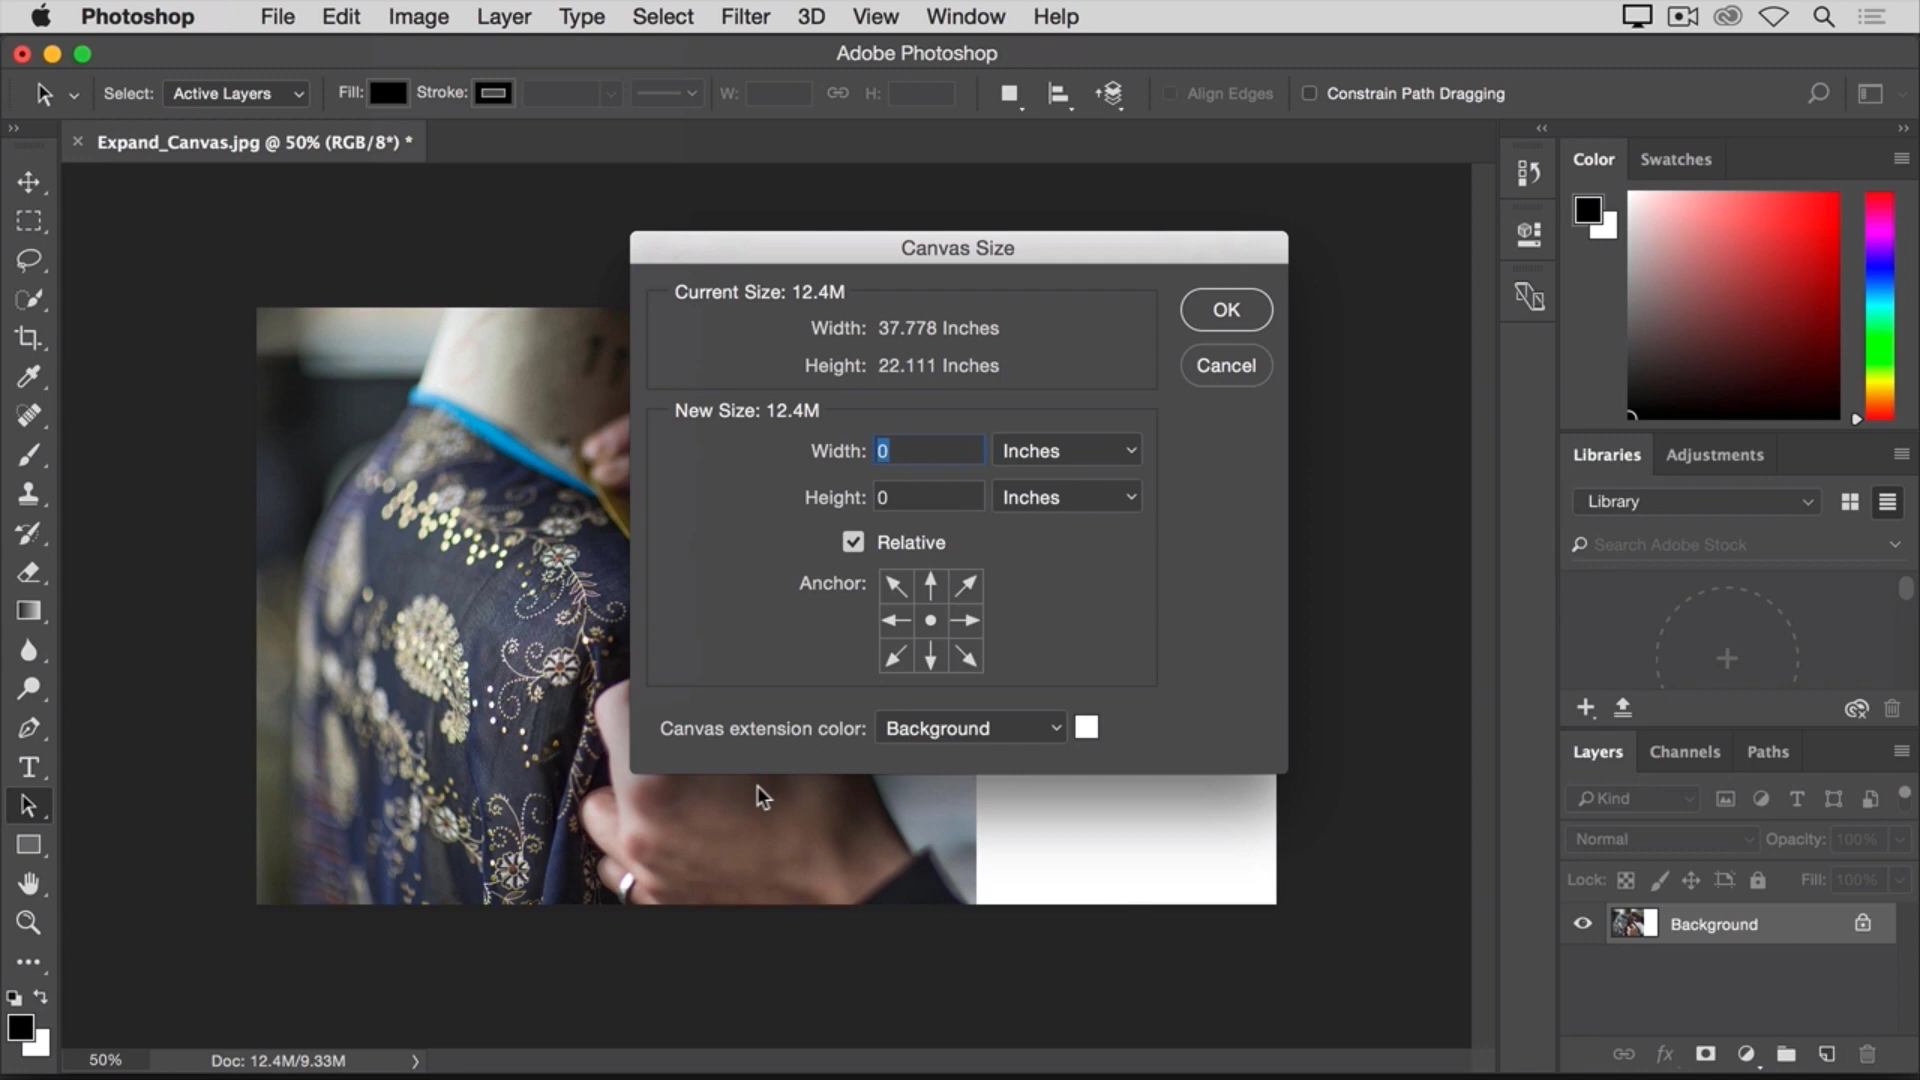 Photoshop File Edit Image Layer Type Select Filter 3D View Window Help
Adobe Photoshop
Select: Active Layers Fill: Stroke: W: H: Align Edges Constrain Path Dragging
Expand_Canvas.jpg @ 50% (RGB/8*) *
Color Swatches
Canvas Size
Current Size: 12.4M
Width: 37.778 Inches
Height: 22.111 Inches
OK
Cancel
New Size: 12.4M
Width: 0 Inches
Height: 0 Inches
Relative
Anchor:
Canvas extension color: Background
Libraries Adjustments
Library
Search Adobe Stock
Layers Channels Paths
Kind
Normal Opacity: 100%
Lock: Fill: 100%
Background
fx
50% Doc: 12.4M/9.33M